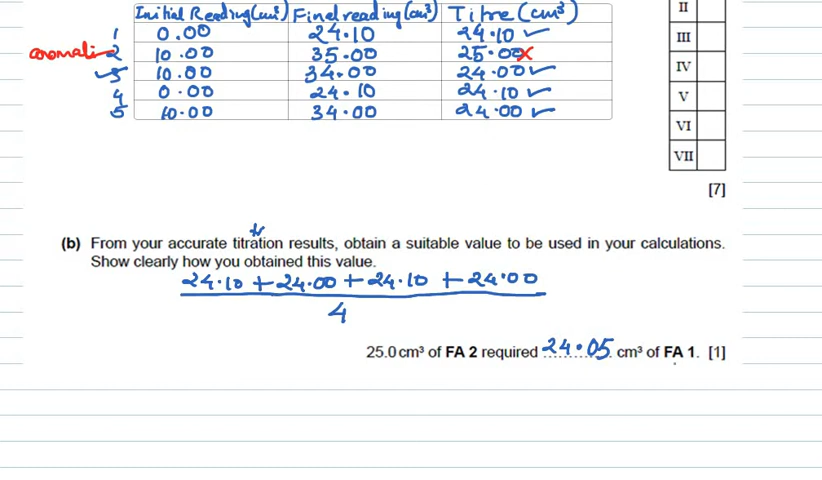 Initial Reading(cm³) Final reading (cm³) Titre (cm³)
1 0.00 24.10 24.10 ✓
anomali 2 10.00 35.00 25.00 ✗
3 10.00 34.00 24.00 ✓
4 0.00 24.10 24.10 ✓
5 10.00 34.00 24.00 ✓
II
III
IV
V
VI
VII
[7]
(b) From your accurate titration results, obtain a suitable value to be used in your calculations.
Show clearly how you obtained this value.
24.10 + 24.00 + 24.10 + 24.00
4
25.0 cm³ of FA 2 required 24.05 cm³ of FA 1. [1]